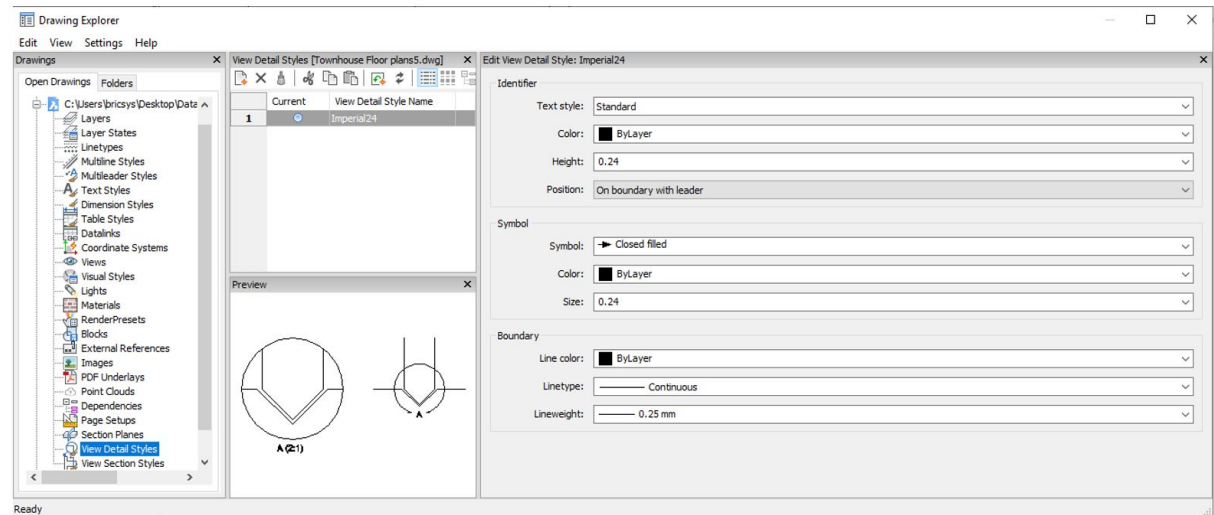 Drawing Explorer
Edit View Settings Help
Drawings
Open Drawings Folders
C:\Users\bricsys\Desktop\Data
Layers
Layer States
Linetypes
Multiline Styles
Multileader Styles
Text Styles
Dimension Styles
Table Styles
Datalinks
Coordinate Systems
Views
Visual Styles
Lights
Materials
RenderPresets
Blocks
External References
Images
PDF Underlays
Point Clouds
Dependencies
Page Setups
Section Planes
View Detail Styles
View Section Styles
View Detail Styles [Townhouse Floor plans5.dwg]
Current View Detail Style Name
1 Imperial24
Preview
A
A (2:1)
Edit View Detail Style: Imperial24
Identifier
Text style: Standard
Color: ByLayer
Height: 0.24
Position: On boundary with leader
Symbol
Symbol: Closed filled
Color: ByLayer
Size: 0.24
Boundary
Line color: ByLayer
Linetype: Continuous
Lineweight: 0.25 mm
Ready